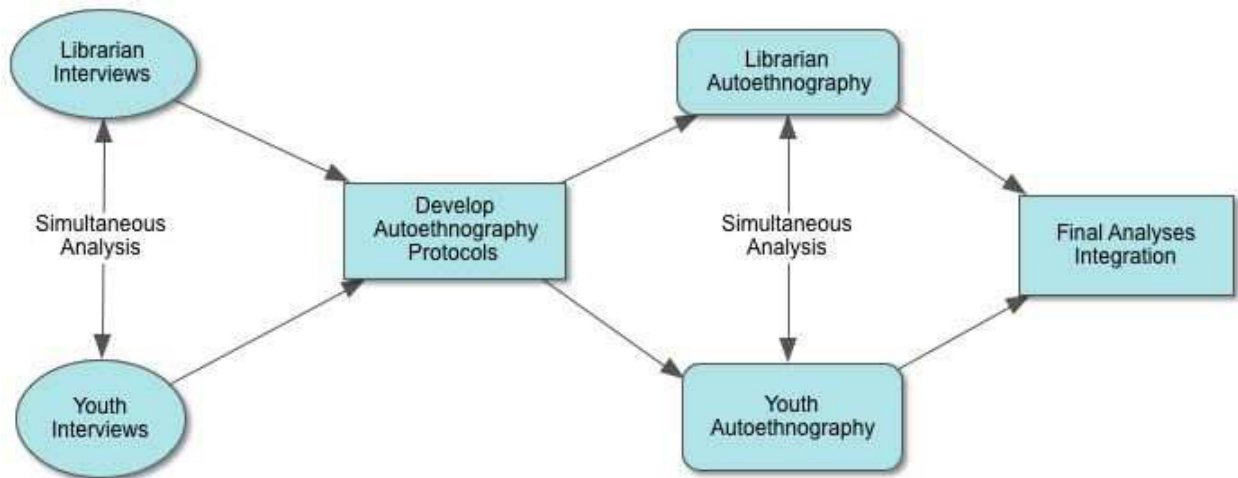 Librarian
Interviews
Simultaneous
Analysis
Youth
Interviews
Develop
Autoethnography
Protocols
Librarian
Autoethnography
Simultaneous
Analysis
Youth
Autoethnography
Final Analyses
Integration